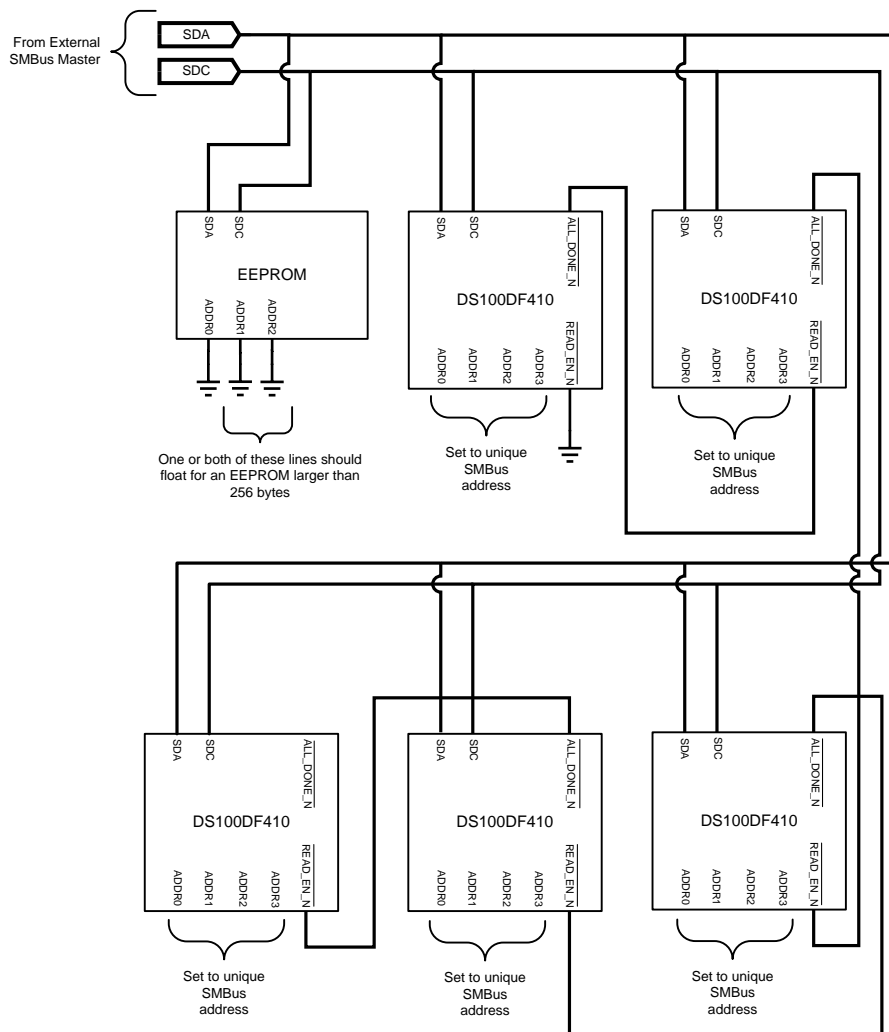 From External
SMBus Master
SDA
SDC
SDA
SDC
EEPROM
ADDR0
ADDR1
ADDR2
One or both of these lines should
float for an EEPROM larger than
256 bytes
SDA
SDC
ALL_DONE_N
DS100DF410
ADDR0
ADDR1
ADDR2
ADDR3
READ_EN_N
Set to unique
SMBus
address
SDA
SDC
ALL_DONE_N
DS100DF410
ADDR0
ADDR1
ADDR2
ADDR3
READ_EN_N
Set to unique
SMBus
address
SDA
SDC
ALL_DONE_N
DS100DF410
ADDR0
ADDR1
ADDR2
ADDR3
READ_EN_N
Set to unique
SMBus
address
SDA
SDC
ALL_DONE_N
DS100DF410
ADDR0
ADDR1
ADDR2
ADDR3
READ_EN_N
Set to unique
SMBus
address
SDA
SDC
ALL_DONE_N
DS100DF410
ADDR0
ADDR1
ADDR2
ADDR3
READ_EN_N
Set to unique
SMBus
address